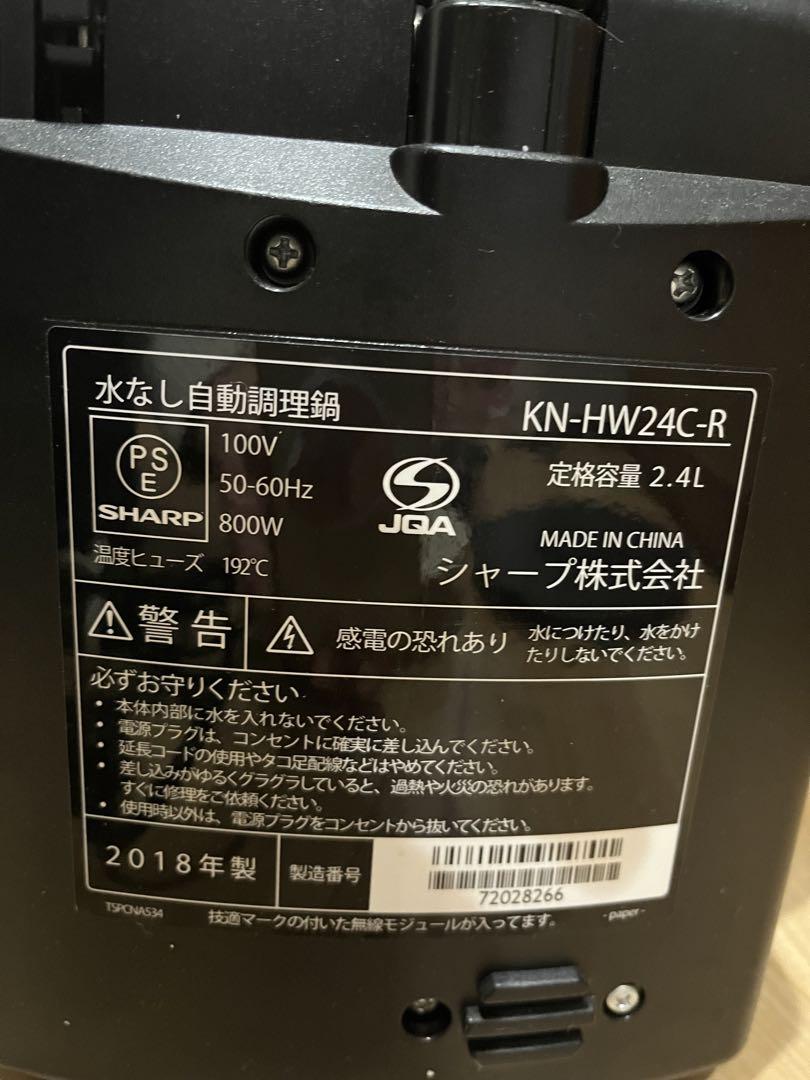 水なし自動調理鍋
KN-HW24C-R
PS
E
SHARP
100V
50-60Hz
800W
JQA
定格容量 2.4L
MADE IN CHINA
温度ヒューズ 192℃
シャープ株式会社
警告
感電の恐れあり
水につけたり、水をかけ
たりしないでください。
必ずお守りください
・ 本体内部に水を入れないでください。
・ 電源プラグは、コンセントに確実に差し込んでください。
・ 延長コードの使用やタコ足配線などはやめてください。
・ 差し込みがゆるくグラグラしていると、過熱や火災の恐れがあります。
すぐに修理をご依頼ください。
・ 使用時以外は、電源プラグをコンセントから抜いてください。
2018年製
製造番号
72028266
TSPCNA534
技適マークの付いた無線モジュールが入ってます。
- paper -